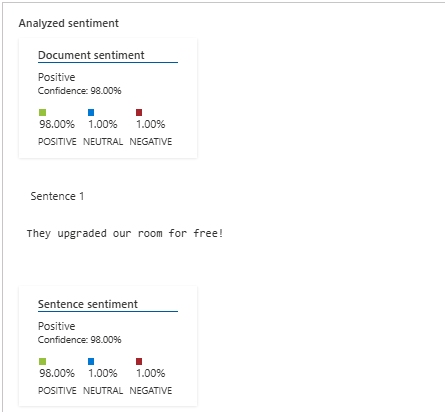 Analyzed sentiment
Document sentiment
Positive
Confidence: 98.00%
98.00% 1.00% 1.00%
POSITIVE NEUTRAL NEGATIVE
Sentence 1
They upgraded our room for free!
Sentence sentiment
Positive
Confidence: 98.00%
98.00% 1.00% 1.00%
POSITIVE NEUTRAL NEGATIVE